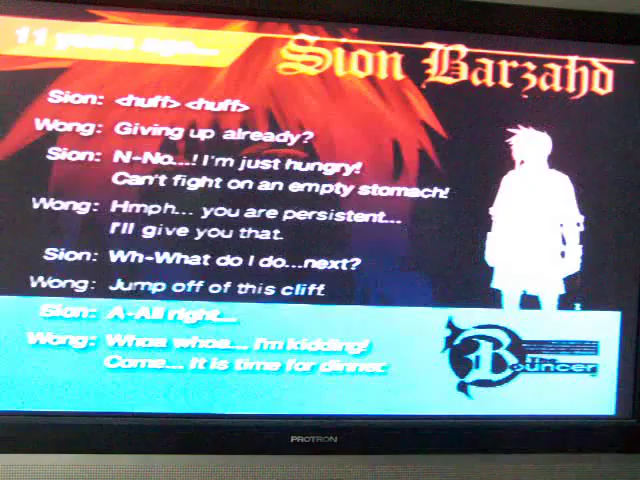 11 years ago...
Sion Barzahd
Sion: <huff> <huff>
Wong: Giving up already?
Sion: N-No...! I'm just hungry!
Can't fight on an empty stomach!
Wong: Hmph... you are persistent...
I'll give you that.
Sion: Wh-What do I do...next?
Wong: Jump off of this cliff.
Sion: A-All right...
Wong: Whoa whoa... I'm kidding!
Come... It is time for dinner.
The Bouncer
PROTRON